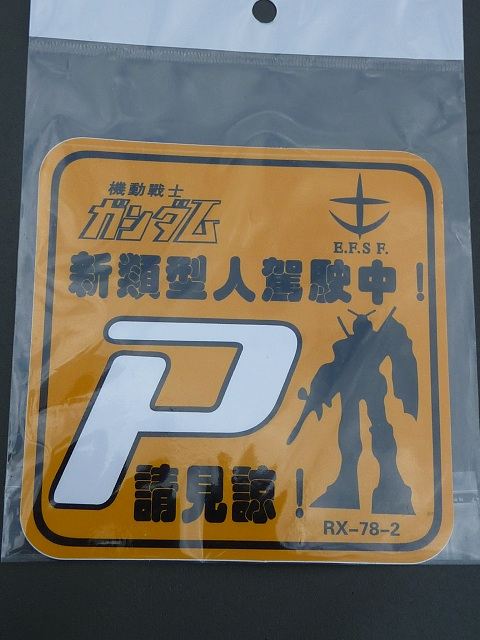 機動戰士
ガンダム
E.F.S F.
新類型人駕駛中！
P
請見諒！
RX-78-2